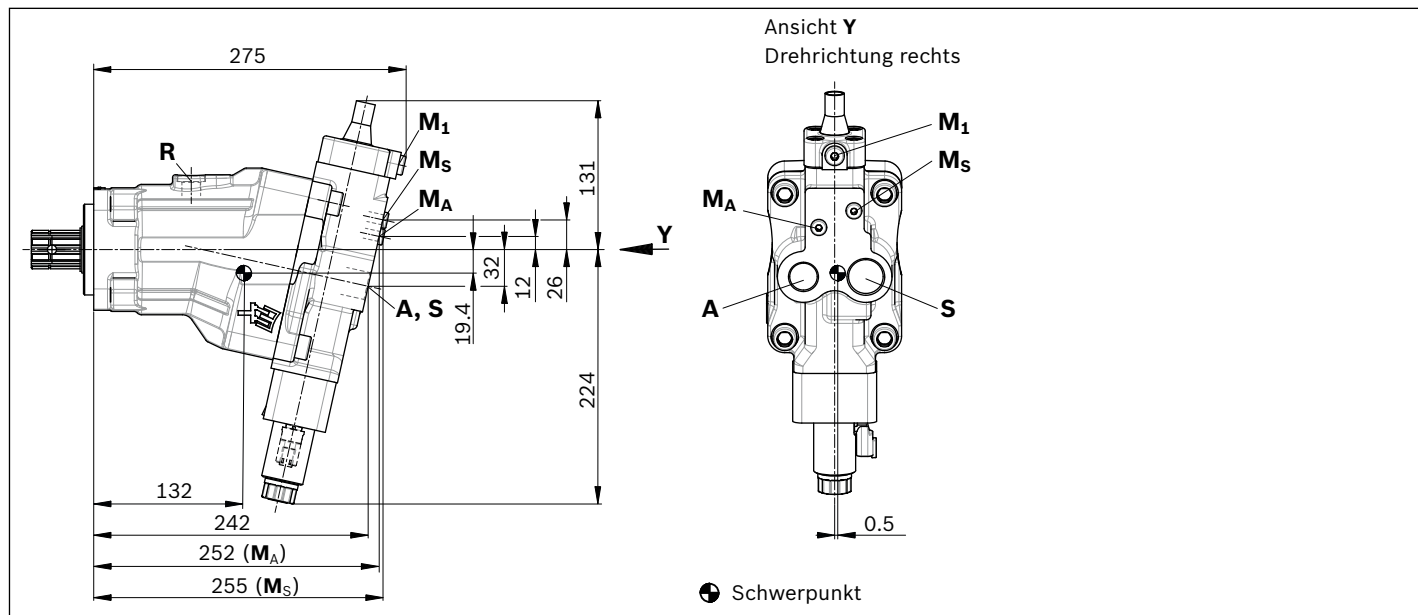 Ansicht Y
Drehrichtung rechts
275
M1
MS
MA
R
131
Y
32
12
26
19.4
A, S
224
132
242
252 (MA)
255 (MS)
M1
MS
MA
A
S
0.5
Schwerpunkt